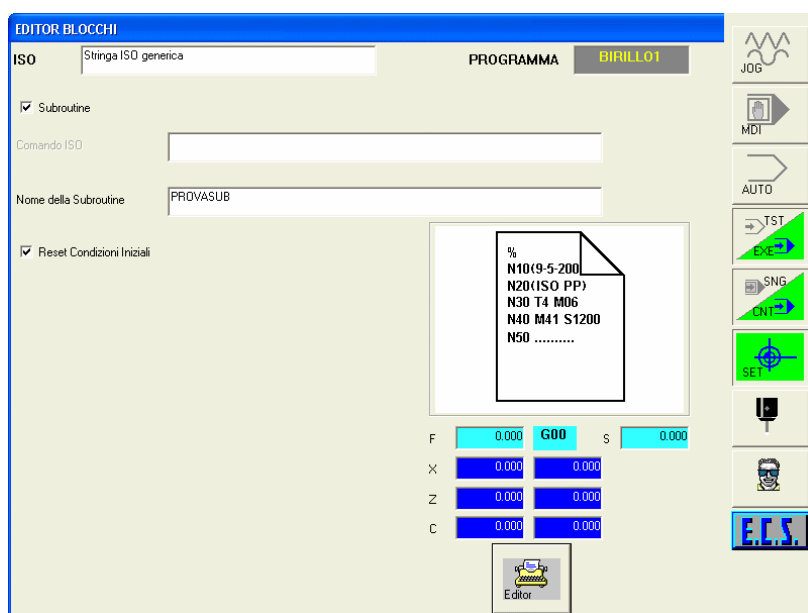 EDITOR BLOCCHI
ISO Stringa ISO generica PROGRAMMA BIRILLO1
Subroutine
Comando ISO
Nome della Subroutine PROVASUB
Reset Condizioni Iniziali
%
N10(9-5-200
N20(ISO PP)
N30 T4 M06
N40 M41 S1200
N50 ..........
F 0.000 G00 S 0.000
X 0.000 0.000
Z 0.000 0.000
C 0.000 0.000
Editor
JOG
MDI
AUTO
TST
EXE
SNG
CNT
SET
E.C.S.